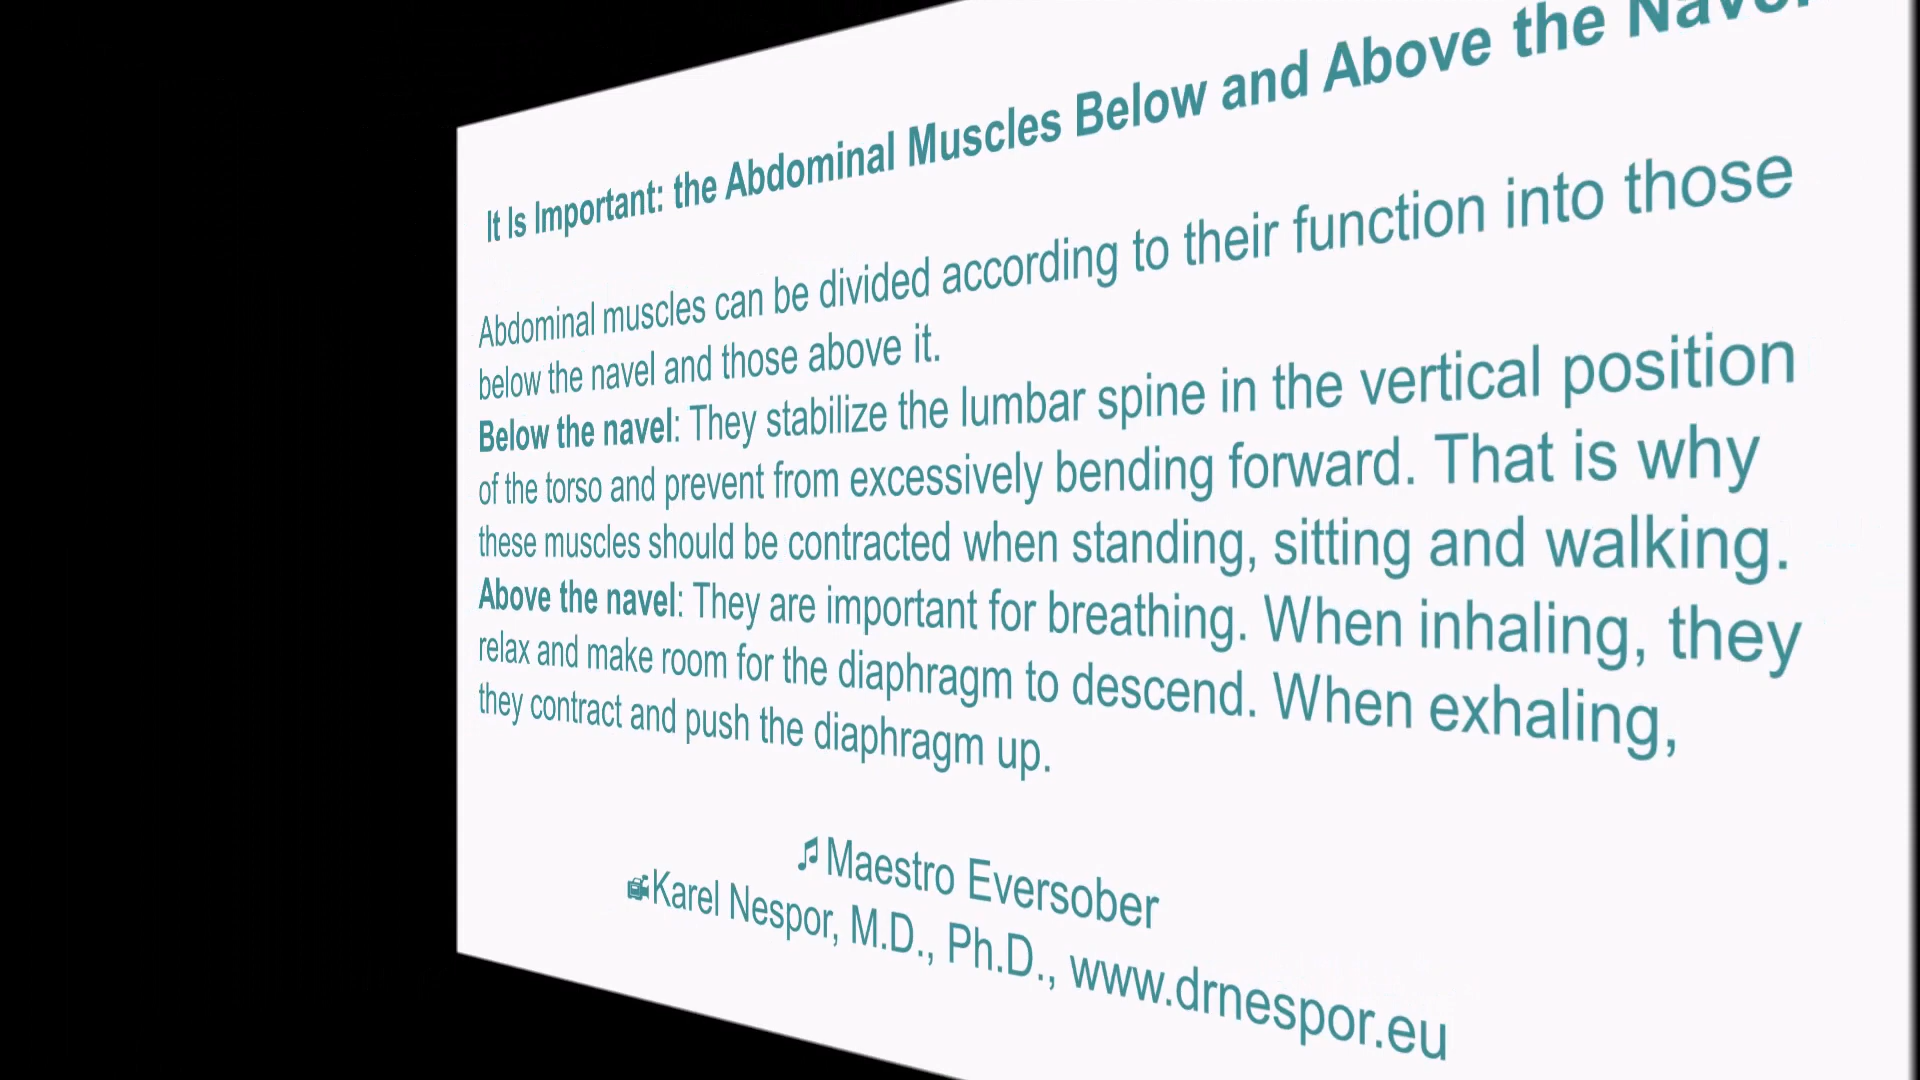 It Is Important: the Abdominal Muscles Below and Above the Navel
Abdominal muscles can be divided according to their function into those
below the navel and those above it.
Below the navel: They stabilize the lumbar spine in the vertical position
of the torso and prevent from excessively bending forward. That is why
these muscles should be contracted when standing, sitting and walking.
Above the navel: They are important for breathing. When inhaling, they
relax and make room for the diaphragm to descend. When exhaling,
they contract and push the diaphragm up.
♫ Maestro Eversober
Karel Nespor, M.D., Ph.D., www.drnespor.eu